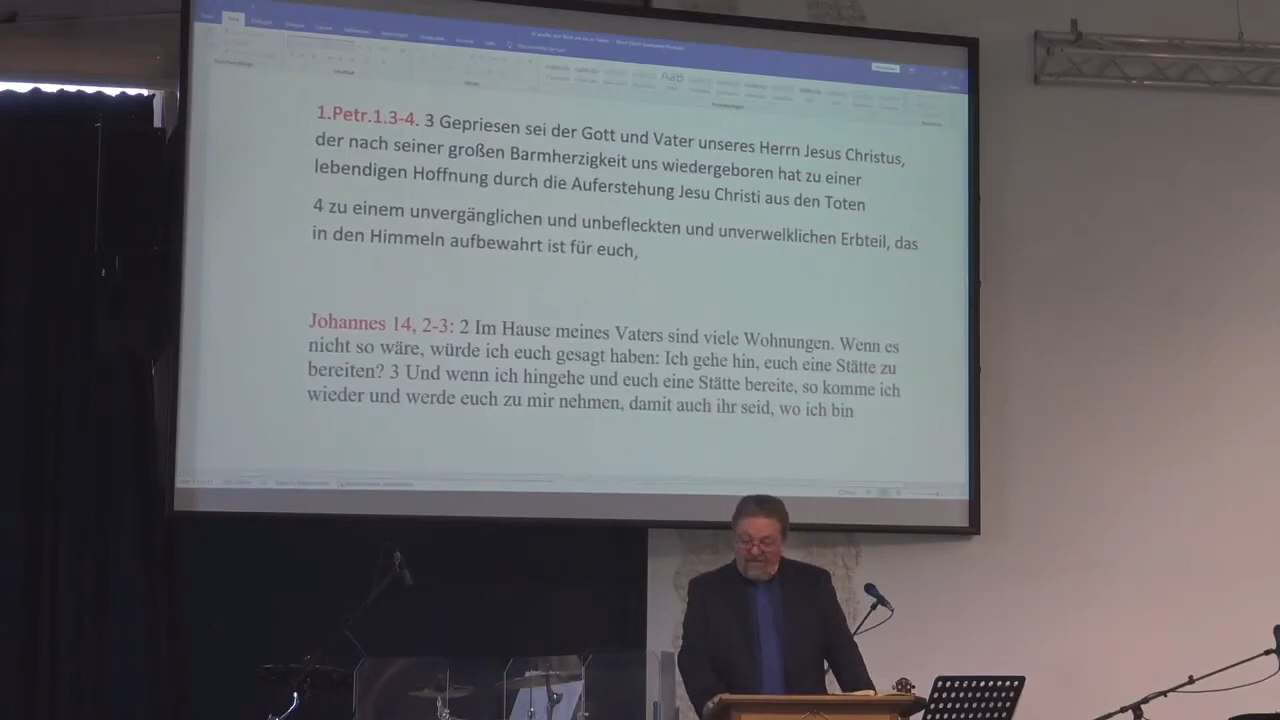 1.Petr.1.3-4. 3 Gepriesen sei der Gott und Vater unseres Herrn Jesus Christus,
der nach seiner großen Barmherzigkeit uns wiedergeboren hat zu einer
lebendigen Hoffnung durch die Auferstehung Jesu Christi aus den Toten
4 zu einem unvergänglichen und unbefleckten und unverwelklichen Erbteil, das
in den Himmeln aufbewahrt ist für euch,
Johannes 14, 2-3: 2 Im Hause meines Vaters sind viele Wohnungen. Wenn es
nicht so wäre, würde ich euch gesagt haben: Ich gehe hin, euch eine Stätte zu
bereiten? 3 Und wenn ich hingehe und euch eine Stätte bereite, so komme ich
wieder und werde euch zu mir nehmen, damit auch ihr seid, wo ich bin